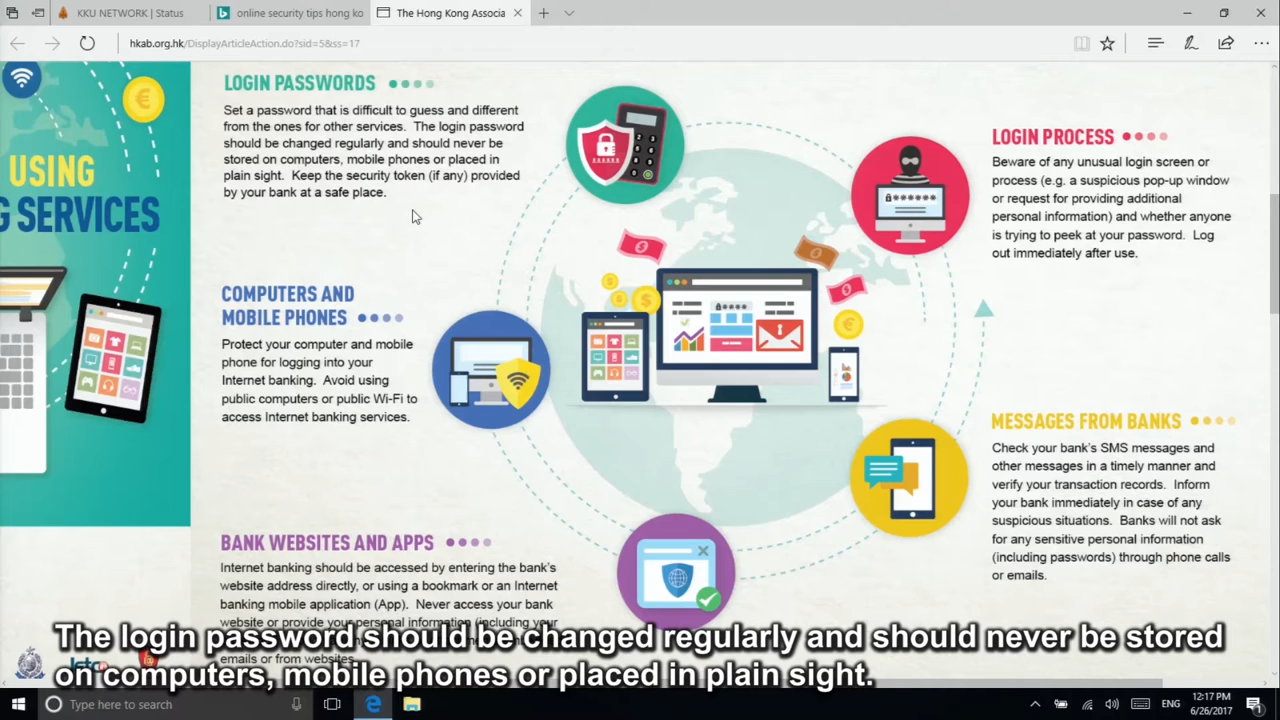 KKU NETWORK | Status
online security tips hong ko
The Hong Kong Associa
hkab.org.hk/DisplayArticleAction.do?sid=5&ss=17
USING
G SERVICES
LOGIN PASSWORDS
Set a password that is difficult to guess and different
from the ones for other services. The login password
should be changed regularly and should never be
stored on computers, mobile phones or placed in
plain sight. Keep the security token (if any) provided
by your bank at a safe place.
LOGIN PROCESS
Beware of any unusual login screen or
process (e.g. a suspicious pop-up window
or request for providing additional
personal information) and whether anyone
is trying to peek at your password. Log
out immediately after use.
COMPUTERS AND
MOBILE PHONES
Protect your computer and mobile
phone for logging into your
Internet banking. Avoid using
public computers or public Wi-Fi to
access Internet banking services.
MESSAGES FROM BANKS
Check your bank's SMS messages and
other messages in a timely manner and
verify your transaction records. Inform
your bank immediately in case of any
suspicious situations. Banks will not ask
for any sensitive personal information
(including passwords) through phone calls
or emails.
BANK WEBSITES AND APPS
Internet banking should be accessed by entering the bank's
website address directly, or using a bookmark or an Internet
banking mobile application (App). Never access your bank
website or provide your personal information (including your
emails or from websites.
The login password should be changed regularly and should never be stored
on computers, mobile phones or placed in plain sight.
Type here to search
ENG
12:17 PM
6/26/2017